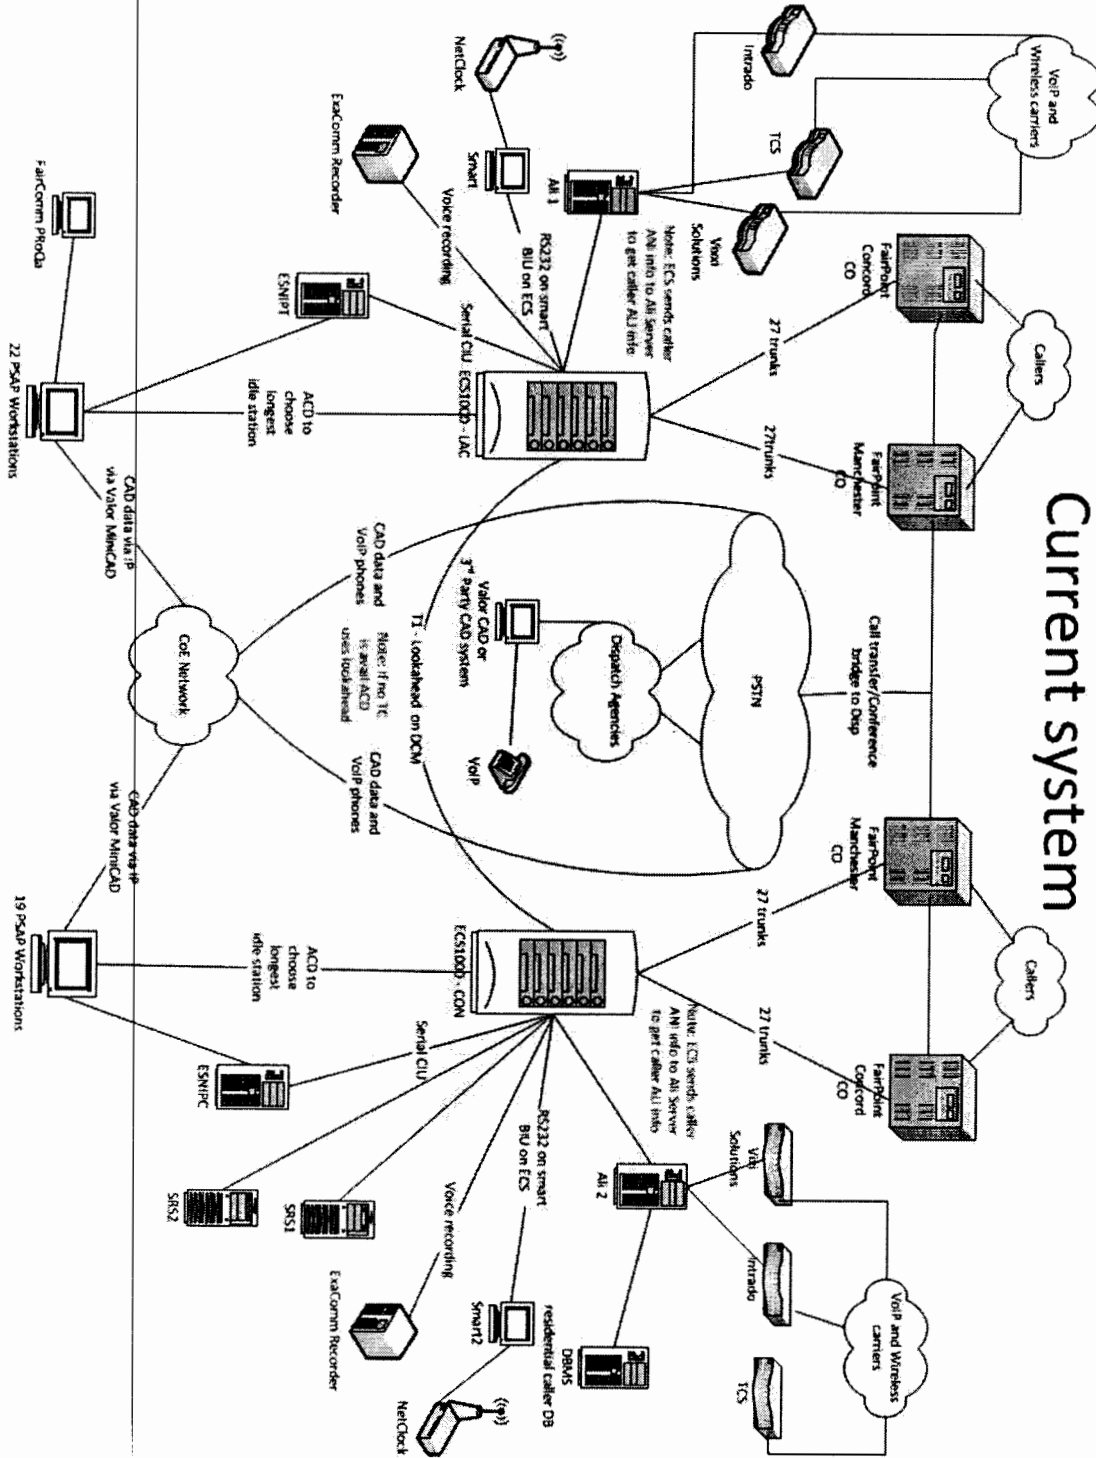 Current system
VoIP and
Wireless carriers
Intrado
TCS
Vixxi
Solutions
Ali 1
Note: ECS sends caller
ANI info to Ali Server
to get caller ALI info
NetClock
Smart
RS232 on smart
BIU on ECS
ExaComm Recorder
Voice recording
ESNIPT
Serial CIU
ECS1000 - LAC
FairPoint
Concord
CO
Callers
FairPoint
Manchester
CO
27 trunks
27trunks
ACD to
choose
longest
idle station
FairComm PRoQa
22 PSAP Workstations
CAD data via IP
via Valor MiniCAD
CoE Network
CAD data and
VoIP phones
Note: If no TC
is avail ACD
uses lookahead
T1 - Lookahead on DCM
CAD data and
VoIP phones
Valor CAD or
3rd Party CAD system
Dispatch Agencies
VoIP
PSTN
Call transfer/Conference
bridge to Disp
FairPoint
Manchester
CO
Callers
FairPoint
Concord
CO
27 trunks
27 trunks
ECS1000 - CON
Note: ECS sends caller
ANI info to Ali Server
to get caller ALI info
ACD to
choose
longest
idle station
CAD data via IP
via Valor MiniCAD
19 PSAP Workstations
Serial CIU
ESNIPC
SRS2
SRS1
Voice recording
ExaComm Recorder
RS232 on smart
BIU on ECS
Smart2
NetClock
Ali 2
DBMS
residential caller DB
Vixi
Solutions
Intrado
TCS
VoIP and Wireless
carriers